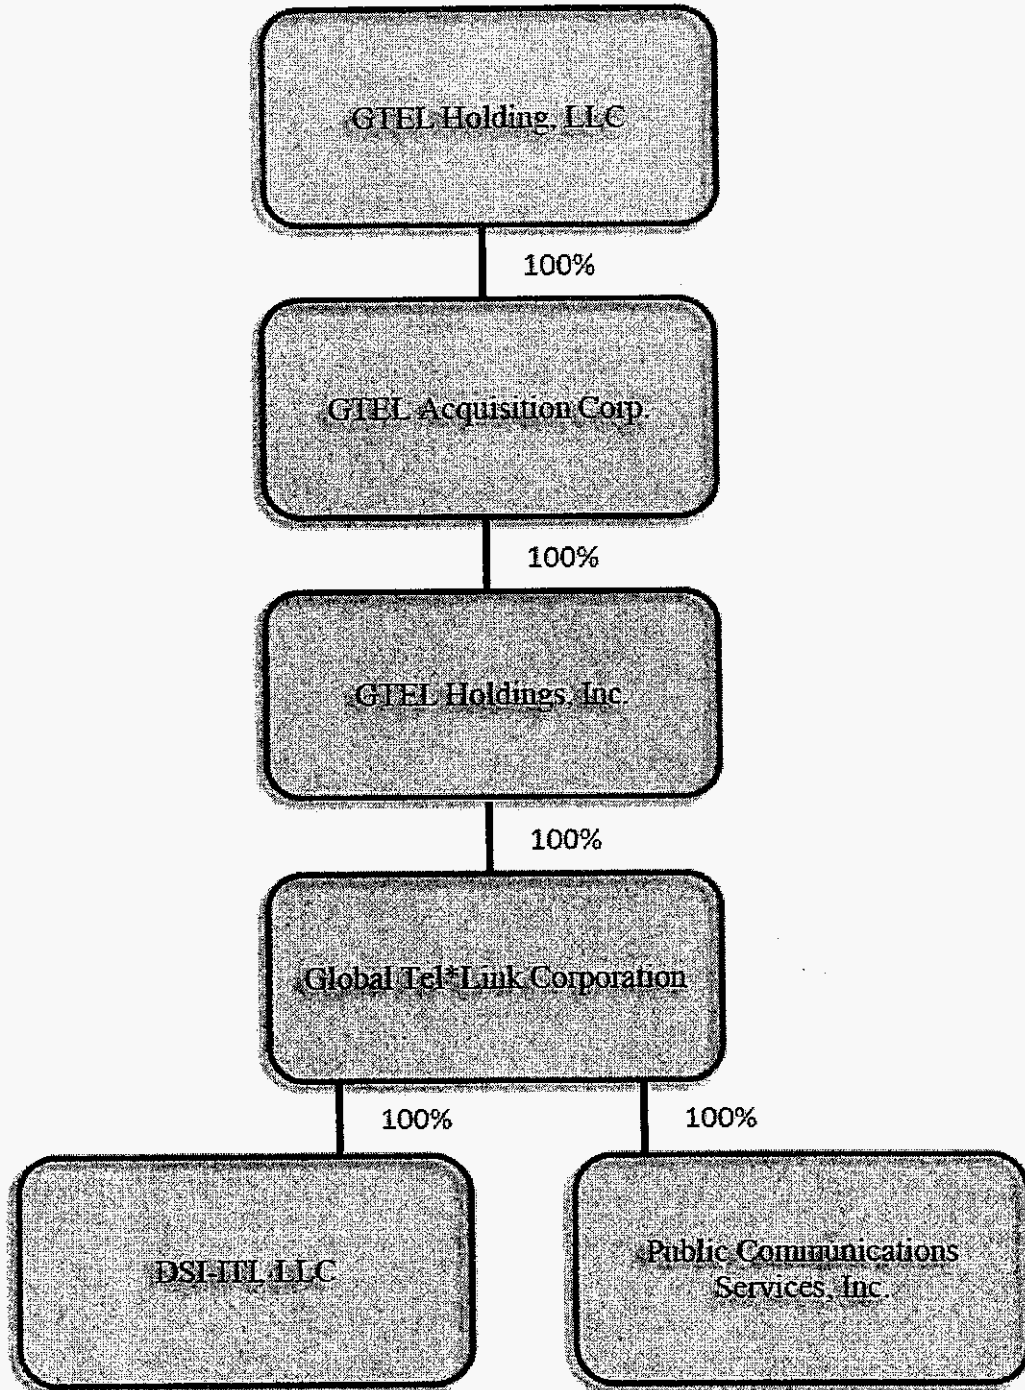 GTEL Holding, LLC
100%
GTEL Acquisition Corp.
100%
GTEL Holdings, Inc.
100%
Global Tel*Link Corporation
100%
100%
DSI-ITI, LLC
Public Communications
Services, Inc.